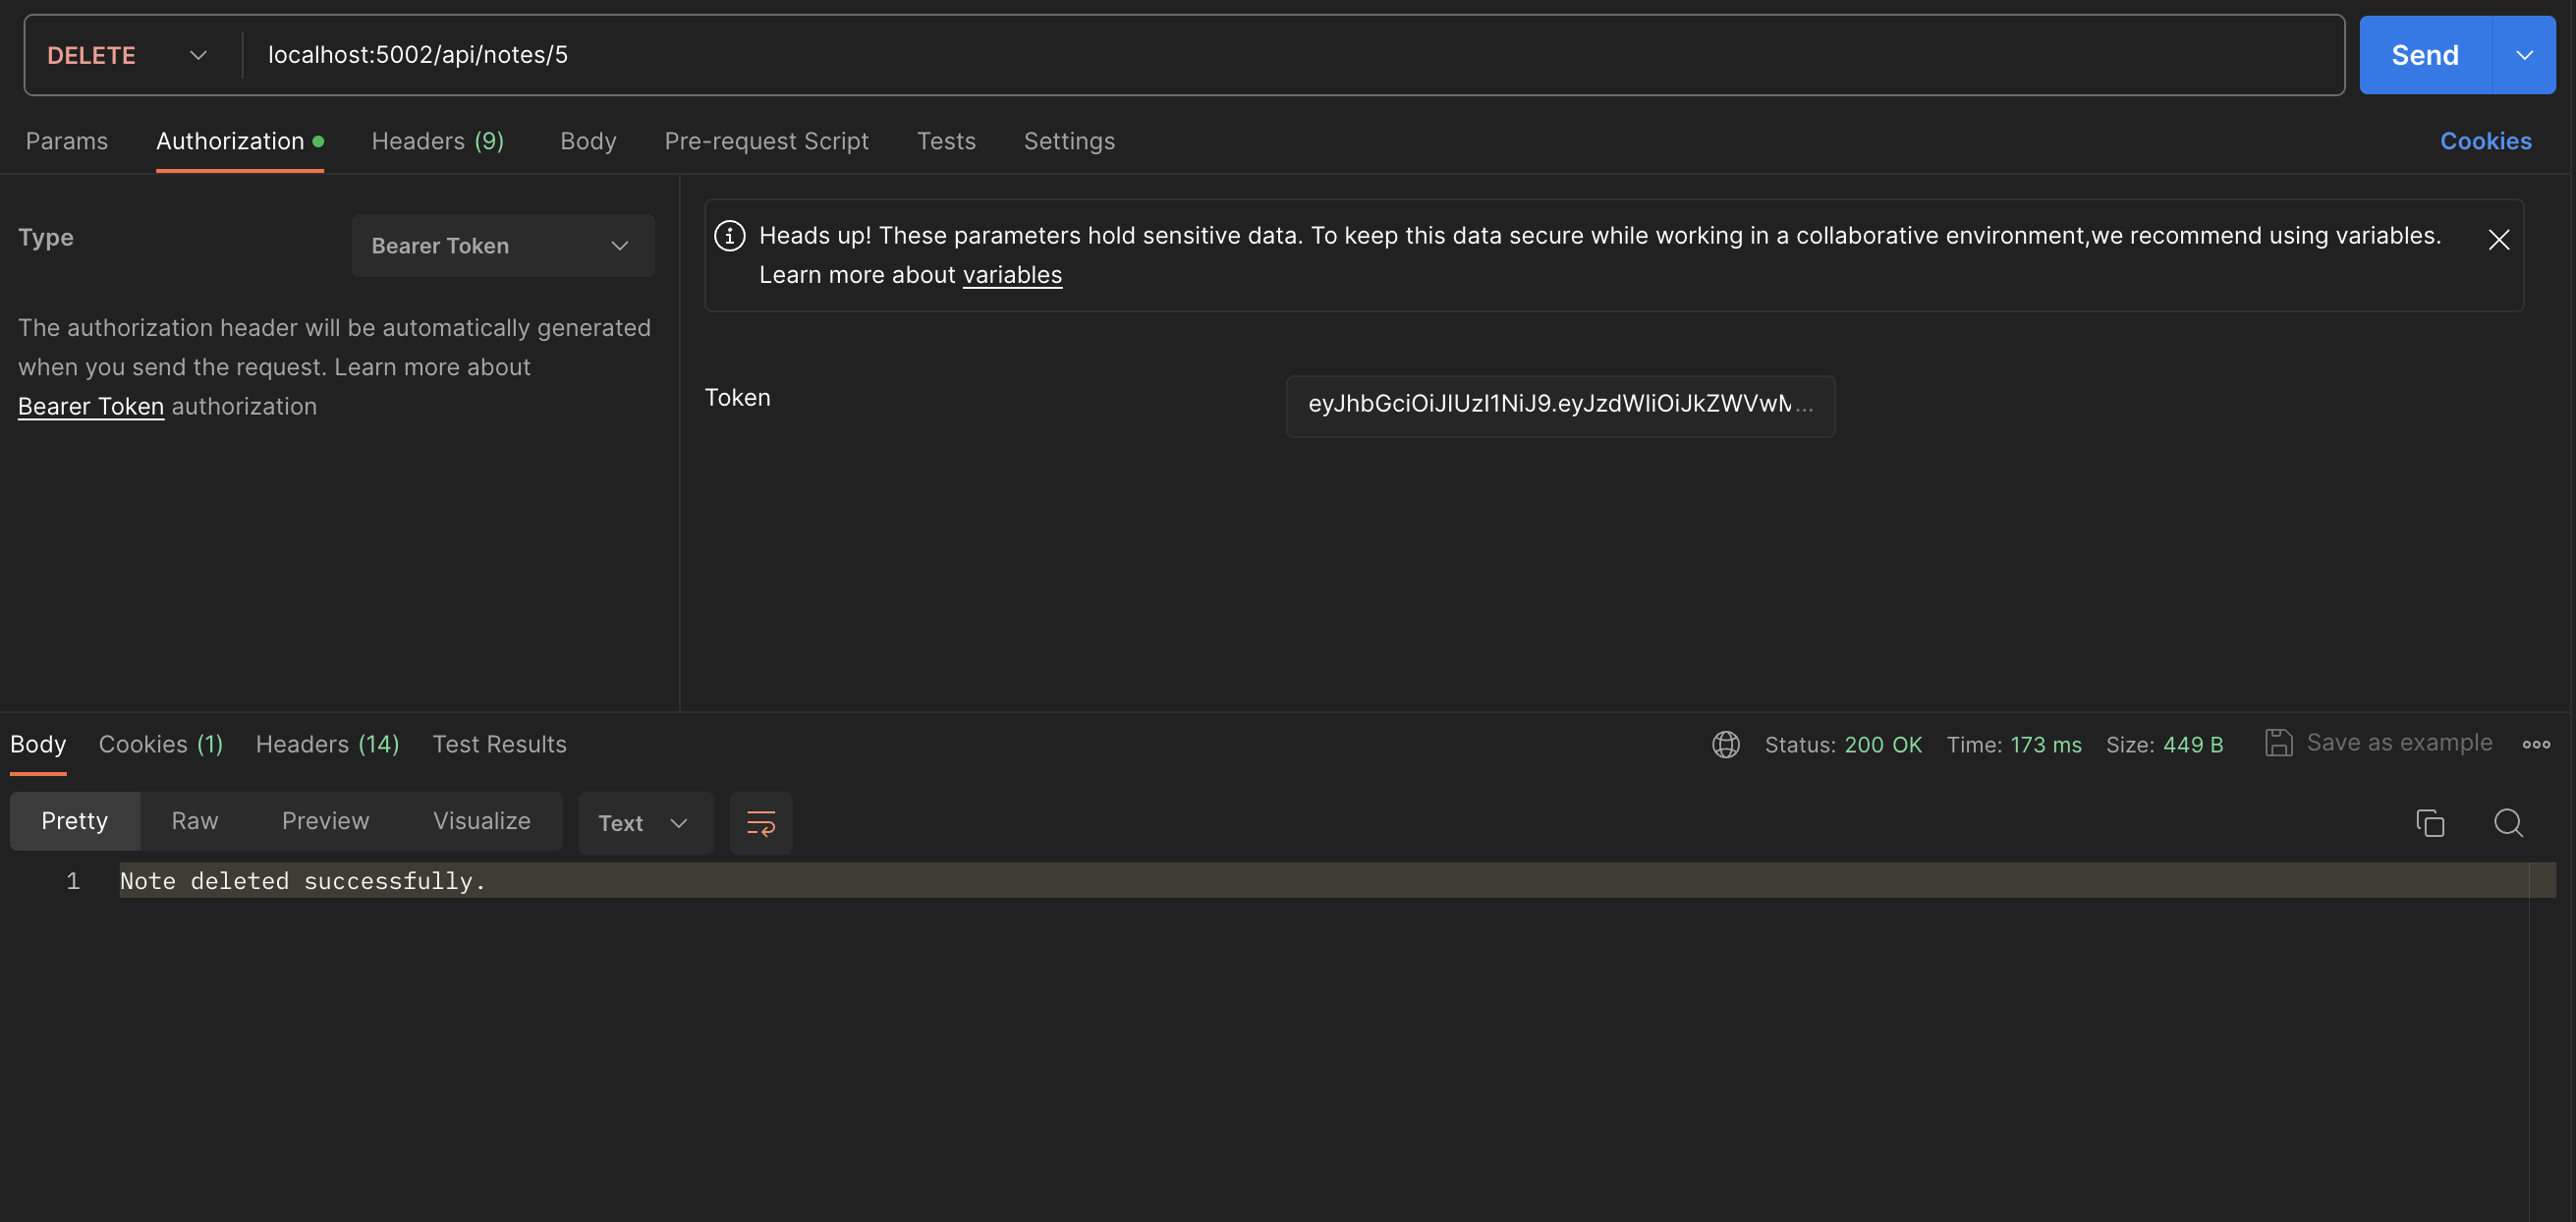 DELETE localhost:5002/api/notes/5 Send
Params Authorization Headers (9) Body Pre-request Script Tests Settings Cookies
Type Bearer Token
The authorization header will be automatically generated
when you send the request. Learn more about
Bearer Token authorization
Heads up! These parameters hold sensitive data. To keep this data secure while working in a collaborative environment,we recommend using variables.
Learn more about variables
Token eyJhbGciOiJIUzI1NiJ9.eyJzdWIiOiJkZWVwM...
Body Cookies (1) Headers (14) Test Results Status: 200 OK Time: 173 ms Size: 449 B Save as example
Pretty Raw Preview Visualize Text
1 Note deleted successfully.